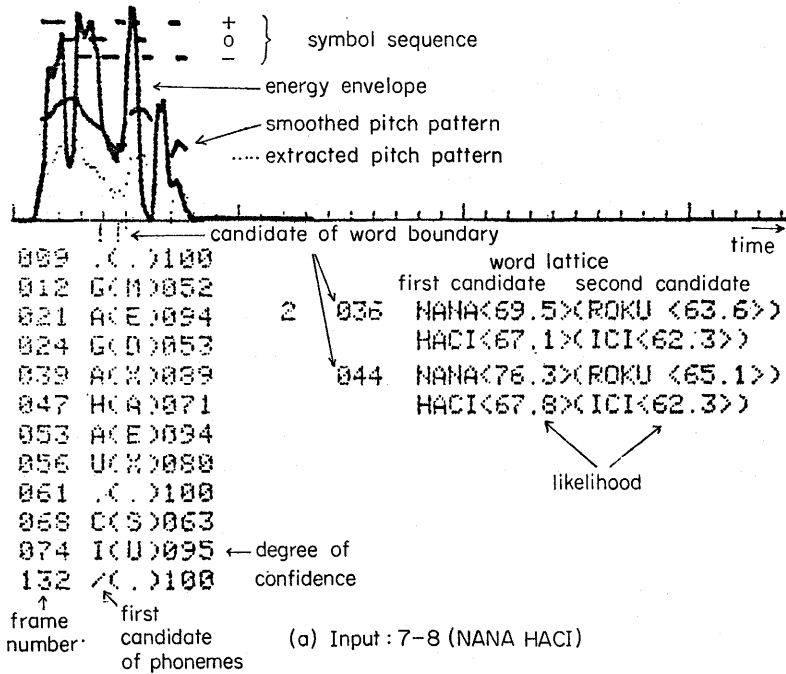 +
o
−
symbol sequence
energy envelope
smoothed pitch pattern
..... extracted pitch pattern
time
candidate of word boundary
009 .(.)100
012 G(M)052
021 A(E)094
024 G(D)053
039 A(X)089
047 H(A)071
053 A(E)094
056 U(X)080
061 .(.)100
068 C(S)063
074 I(U)095
132 /(.)100
word lattice
first candidate second candidate
2 036 NANA<69.5>(ROKU <63.6>)
HACI<67.1>(ICI<62.3>)
044 NANA<76.3>(ROKU <65.1>)
HACI<67.8>(ICI<62.3>)
likelihood
degree of
confidence
frame
number.
first
candidate
of phonemes
(a) Input : 7-8 (NANA HACI)